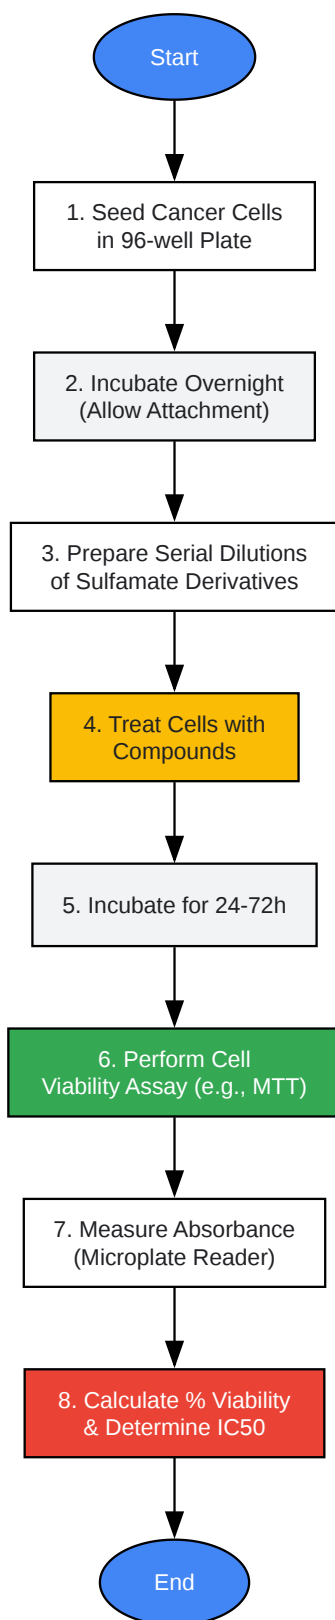 Start
1. Seed Cancer Cells
in 96-well Plate
2. Incubate Overnight
(Allow Attachment)
3. Prepare Serial Dilutions
of Sulfamate Derivatives
4. Treat Cells with
Compounds
5. Incubate for 24-72h
6. Perform Cell
Viability Assay (e.g., MTT)
7. Measure Absorbance
(Microplate Reader)
8. Calculate % Viability
& Determine IC50
End